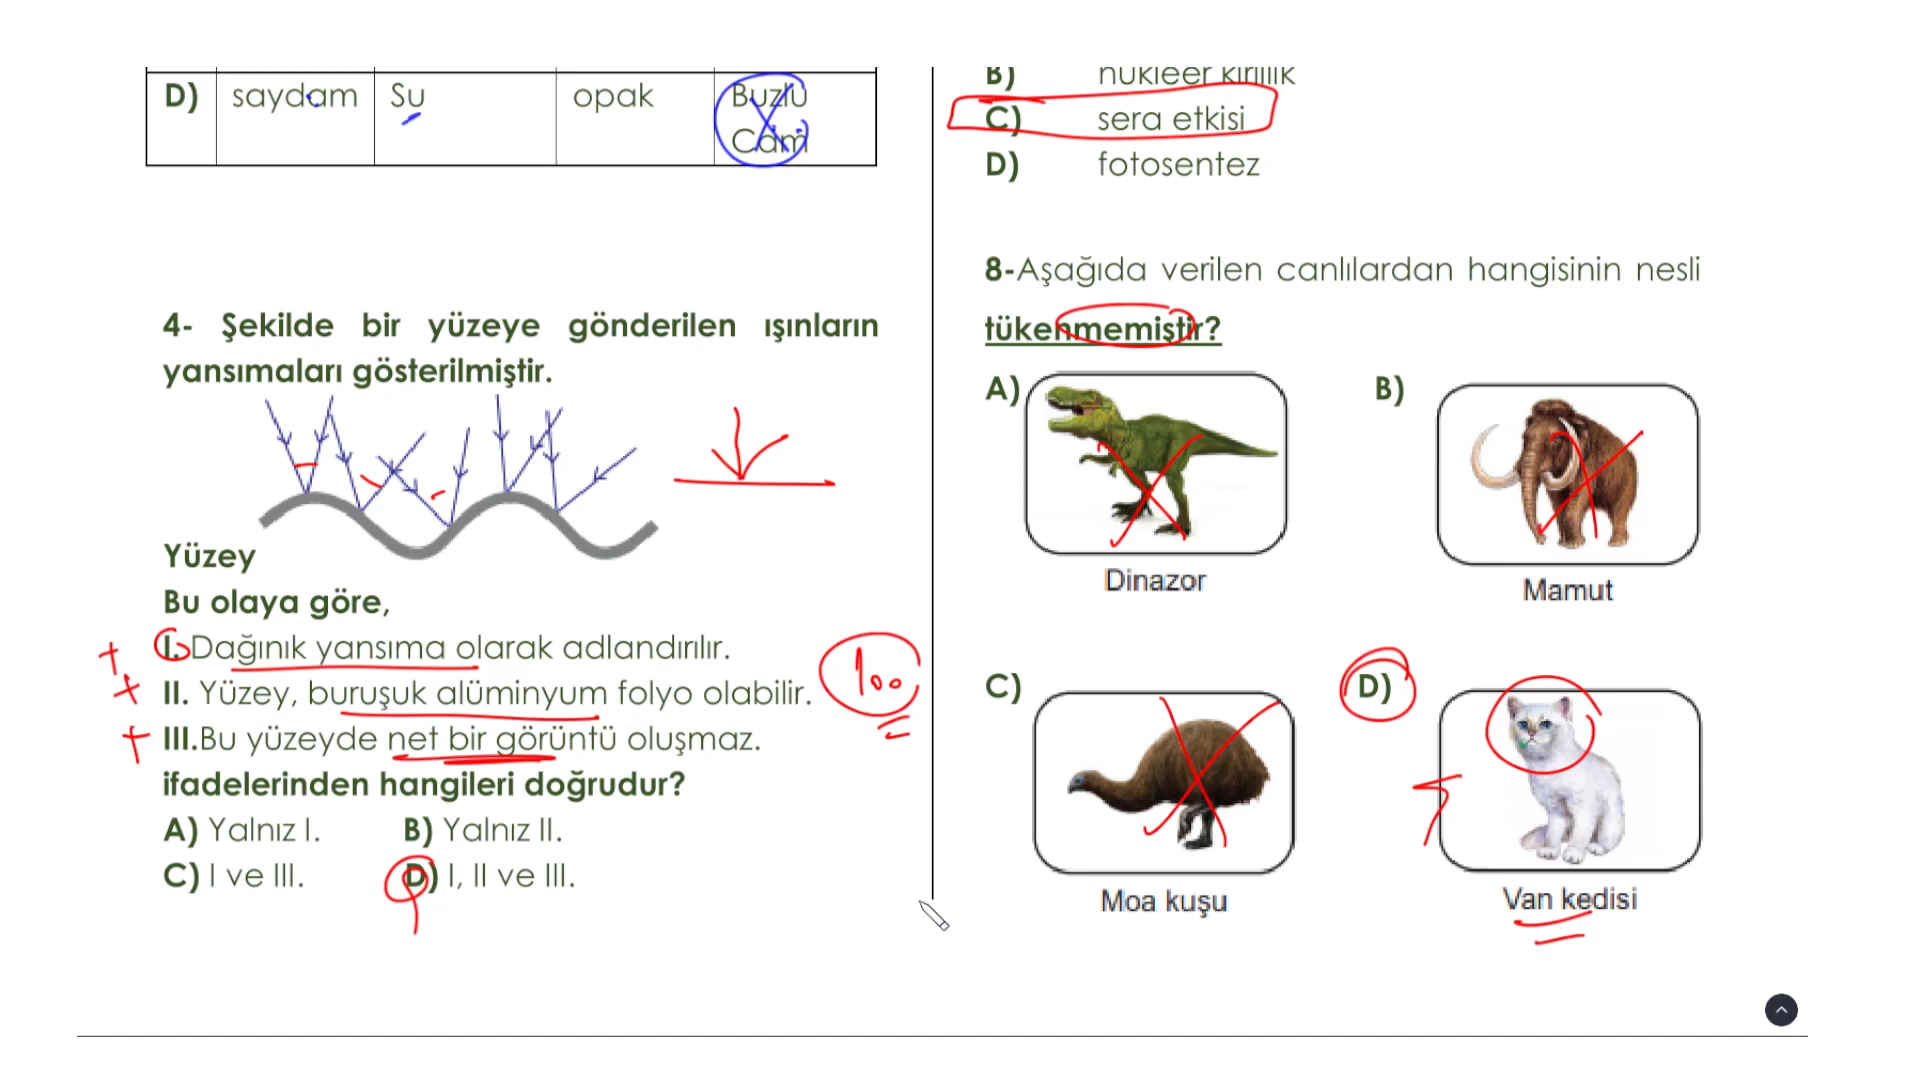 D) saydam Su opak Buzlu
Cam
4- Şekilde bir yüzeye gönderilen ışınların
yansımaları gösterilmiştir.
Yüzey
Bu olaya göre,
I. Dağınık yansıma olarak adlandırılır.
II. Yüzey, buruşuk alüminyum folyo olabilir.
100
III.Bu yüzeyde net bir görüntü oluşmaz.
ifadelerinden hangileri doğrudur?
A) Yalnız I. B) Yalnız II.
C) I ve III. D) I, II ve III.
B) nükleer kirlilik
C) sera etkisi
D) fotosentez
8-Aşağıda verilen canlılardan hangisinin nesli
tükenmemiştir?
A) B)
Dinazor Mamut
C) D)
Moa kuşu Van kedisi